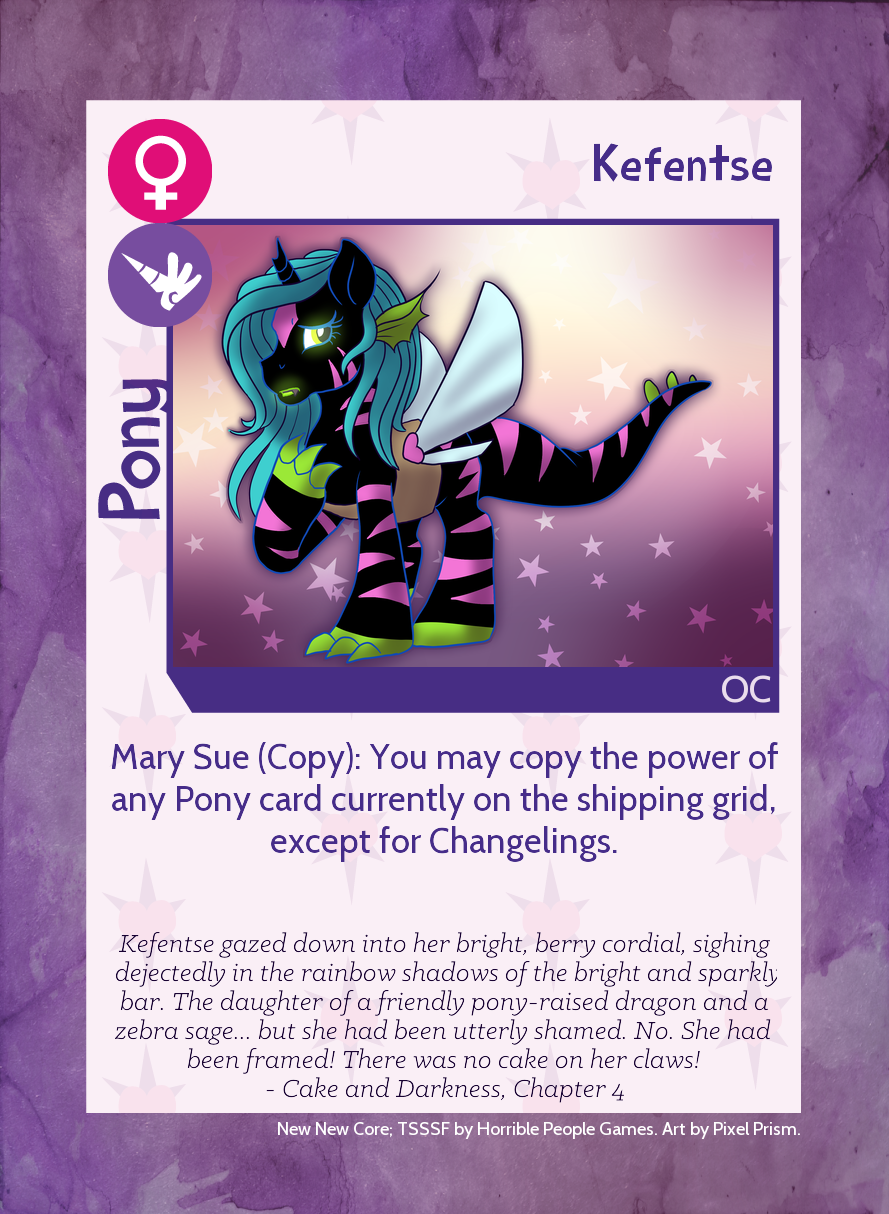 Kefentse
Pony
OC
Mary Sue (Copy): You may copy the power of
any Pony card currently on the shipping grid,
except for Changelings.
Kefentse gazed down into her bright, berry cordial, sighing
dejectedly in the rainbow shadows of the bright and sparkly
bar. The daughter of a friendly pony-raised dragon and a
zebra sage... but she had been utterly shamed. No. She had
been framed! There was no cake on her claws!
- Cake and Darkness, Chapter 4
New New Core; TSSSF by Horrible People Games. Art by Pixel Prism.